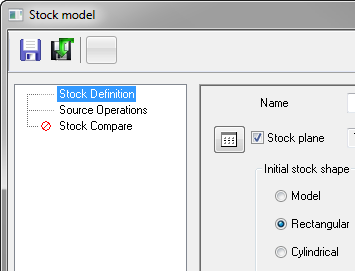 Stock model
Stock Definition
Source Operations
Stock Compare
Name
Stock plane
Initial stock shape
Model
Rectangular
Cylindrical